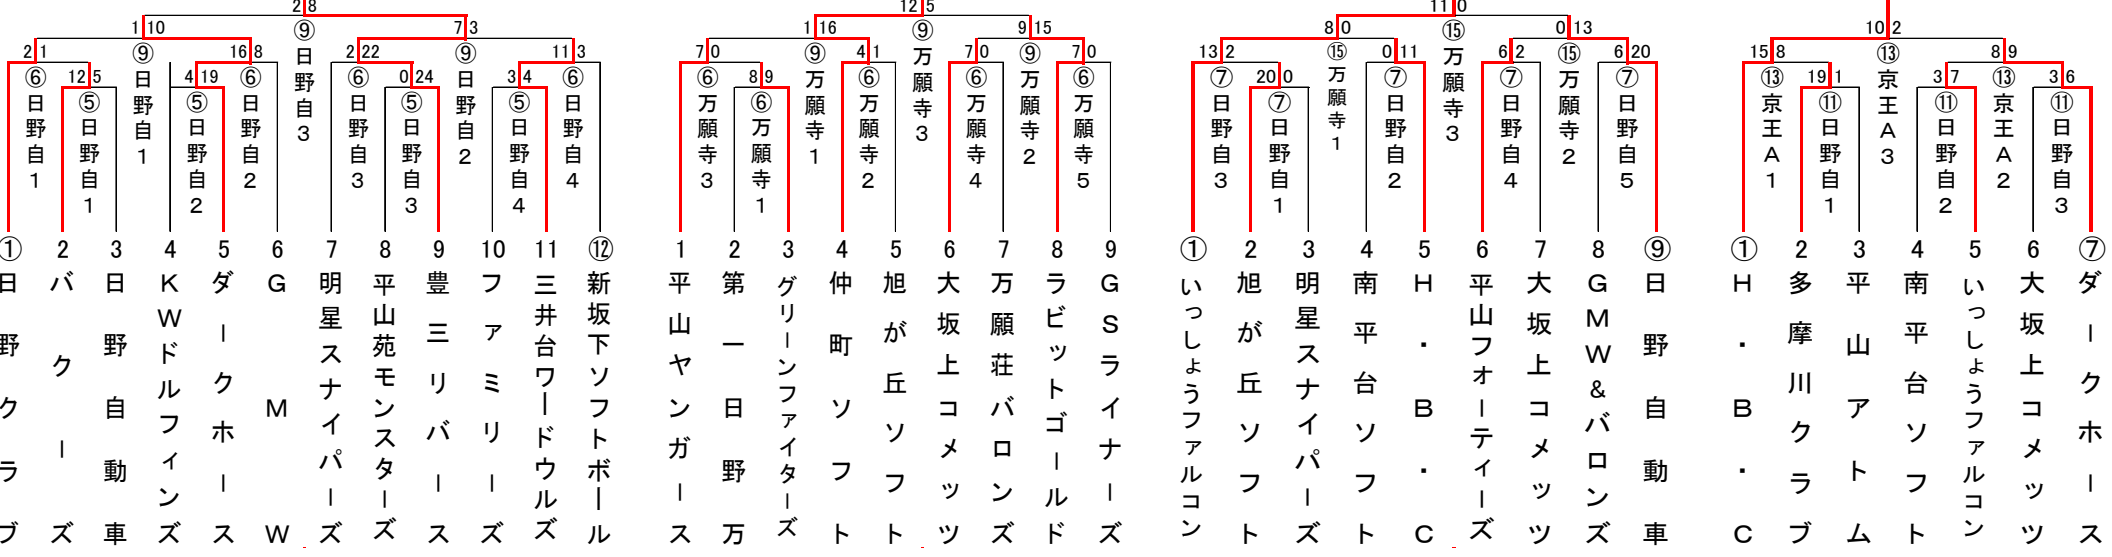 2 8 12 5 11 0
1 10 ⑨日野自3 7 3 1 16 ⑨万願寺3 9 15 8 0 ⑮万願寺3 0 13 10 2
2 1 ⑨日野自1 16 8 2 22 ⑨日野自2 11 3 7 0 ⑨万願寺1 4 1 7 0 ⑨万願寺2 7 0 13 2 ⑮万願寺1 0 11 6 2 ⑮万願寺2 6 20 15 8 ⑬京王A3 8 9
⑥日野自1 12 5 4 19 ⑥日野自2 ⑥日野自3 0 24 3 4 ⑥日野自4 ⑥万願寺3 8 9 ⑥万願寺2 ⑥万願寺4 ⑥万願寺5 ⑦日野自3 20 0 ⑦日野自2 ⑦日野自4 ⑦日野自5 ⑬京王A1 19 1 3 7 ⑬京王A2 3 6
⑤日野自1 ⑤日野自2 ⑤日野自3 ⑤日野自4 ⑥万願寺1 ⑦日野自1 ⑪日野自1 ⑪日野自2 ⑪日野自3
①日野クラブ
2バクーズ
3日野自動車
4KWドルフィンズ
5ダークホース
6GMW
7明星スナイパーズ
8平山苑モンスターズ
9豊三リバース
10ファミリーズ
11三井台ワードウルズ
⑫新坂下ソフトボール
1平山ヤンガース
2第一日野万
3グリーンファイターズ
4仲町ソフト
5旭が丘ソフト
6大坂上コメッツ
7万願荘バロンズ
8ラビットゴールド
9GSライナーズ
①いっしょうファルコン
2旭が丘ソフト
3明星スナイパーズ
4南平台ソフト
5H・B・C
6平山フォーティーズ
7大坂上コメッツ
8GMW&バロンズ
⑨日野自動車
①H・B・C
2多摩川クラブ
3平山アトム
4南平台ソフト
5いっしょうファルコン
6大坂上コメッツ
⑦ダークホース